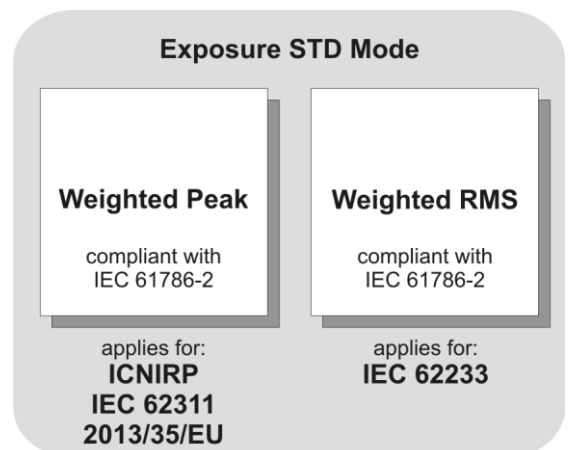 Exposure STD Mode
Weighted Peak
compliant with
IEC 61786-2
applies for:
ICNIRP
IEC 62311
2013/35/EU
Weighted RMS
compliant with
IEC 61786-2
applies for:
IEC 62233